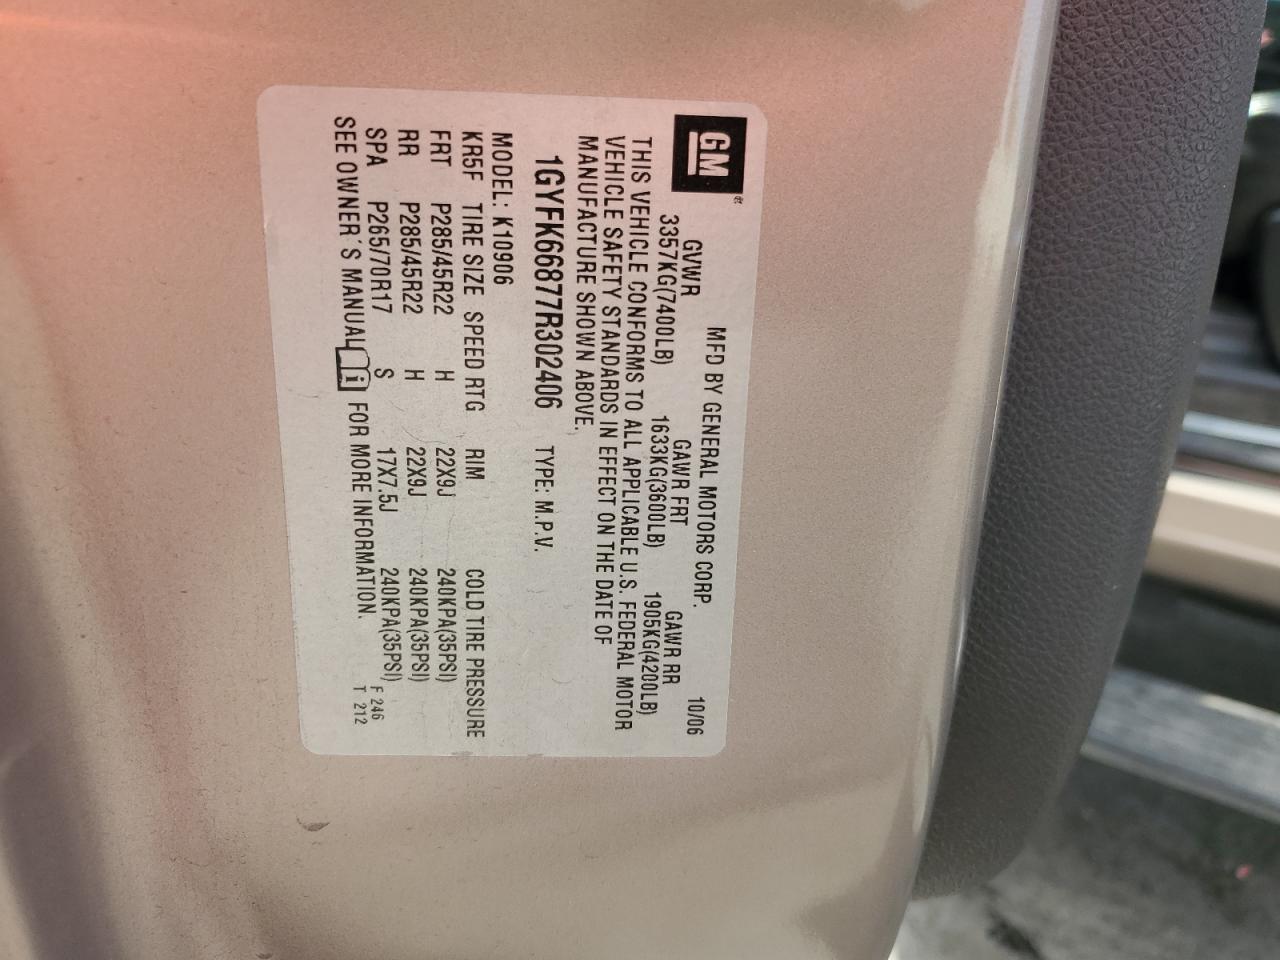 GM
MFD BY GENERAL MOTORS CORP. 10/06
GVWR GAWR FRT GAWR RR
3357KG(7400LB) 1633KG(3600LB) 1905KG(4200LB)
THIS VEHICLE CONFORMS TO ALL APPLICABLE U.S. FEDERAL MOTOR
VEHICLE SAFETY STANDARDS IN EFFECT ON THE DATE OF
MANUFACTURE SHOWN ABOVE.
1GYFK66877R302406 TYPE: M.P.V.
MODEL: K10906
KR5F TIRE SIZE SPEED RTG RIM COLD TIRE PRESSURE
FRT P285/45R22 H 22X9J 240KPA(35PSI)
RR P285/45R22 H 22X9J 240KPA(35PSI)
SPA P265/70R17 S 17X7.5J 240KPA(35PSI)
SEE OWNER'S MANUAL i FOR MORE INFORMATION.
F 246
T 212